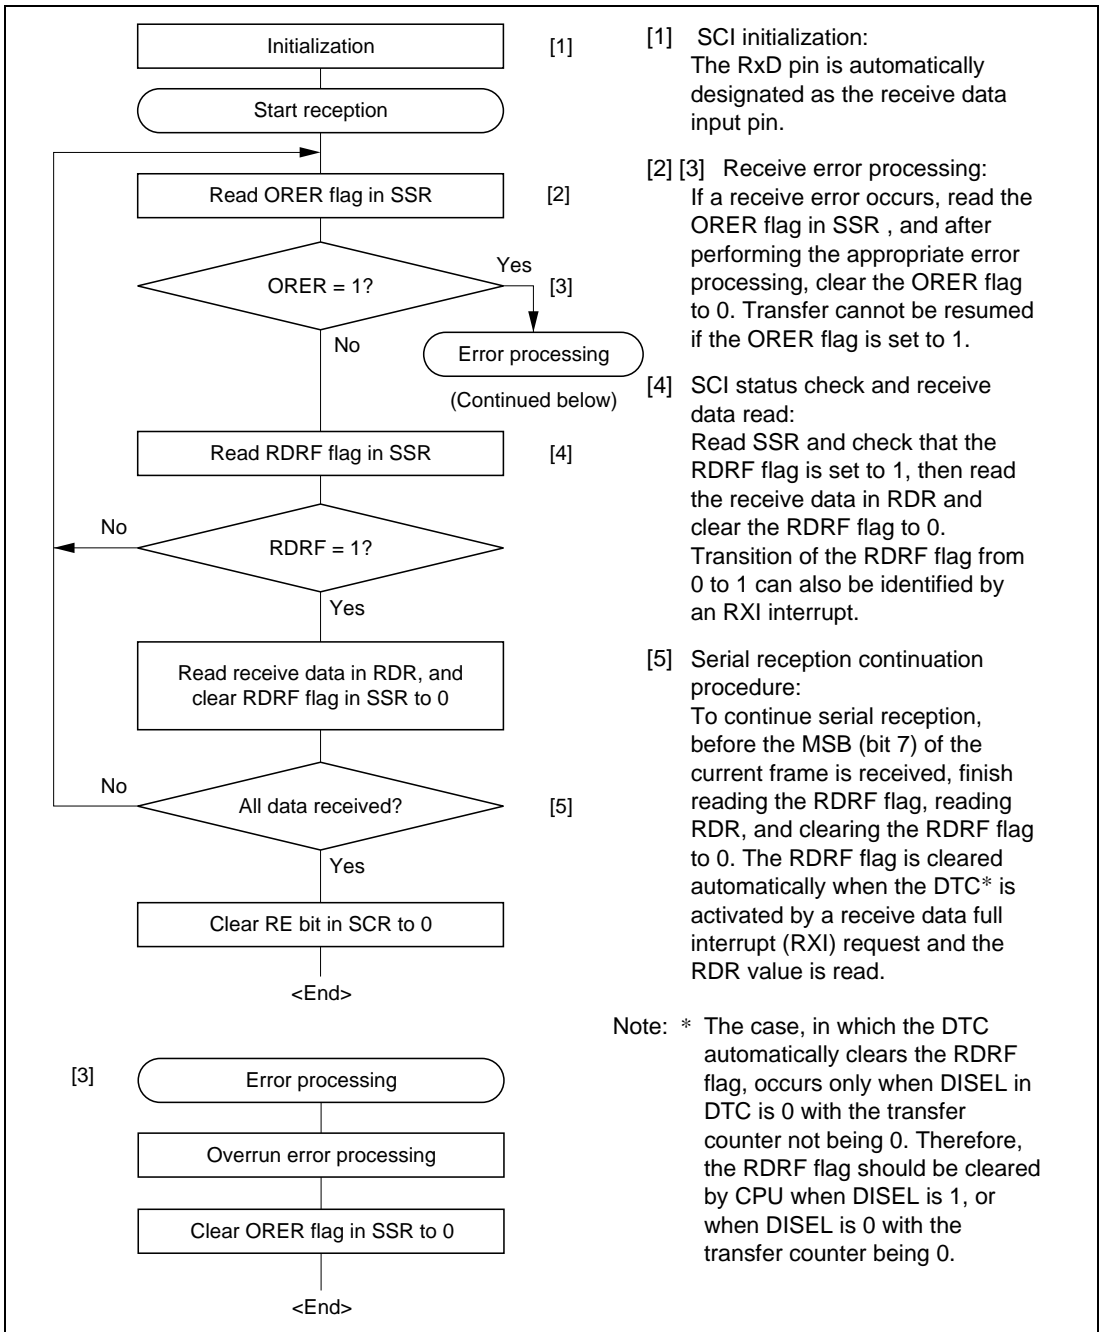 Initialization
[1]
Start reception
Read ORER flag in SSR
[2]
ORER = 1?
Yes
[3]
No
Error processing
(Continued below)
Read RDRF flag in SSR
[4]
No
RDRF = 1?
Yes
Read receive data in RDR, and
clear RDRF flag in SSR to 0
No
All data received?
[5]
Yes
Clear RE bit in SCR to 0
<End>
[3]
Error processing
Overrun error processing
Clear ORER flag in SSR to 0
<End>
[1] SCI initialization:
The RxD pin is automatically
designated as the receive data
input pin.
[2] [3] Receive error processing:
If a receive error occurs, read the
ORER flag in SSR , and after
performing the appropriate error
processing, clear the ORER flag
to 0. Transfer cannot be resumed
if the ORER flag is set to 1.
[4] SCI status check and receive
data read:
Read SSR and check that the
RDRF flag is set to 1, then read
the receive data in RDR and
clear the RDRF flag to 0.
Transition of the RDRF flag from
0 to 1 can also be identified by
an RXI interrupt.
[5] Serial reception continuation
procedure:
To continue serial reception,
before the MSB (bit 7) of the
current frame is received, finish
reading the RDRF flag, reading
RDR, and clearing the RDRF flag
to 0. The RDRF flag is cleared
automatically when the DTC* is
activated by a receive data full
interrupt (RXI) request and the
RDR value is read.
Note: * The case, in which the DTC
automatically clears the RDRF
flag, occurs only when DISEL in
DTC is 0 with the transfer
counter not being 0. Therefore,
the RDRF flag should be cleared
by CPU when DISEL is 1, or
when DISEL is 0 with the
transfer counter being 0.